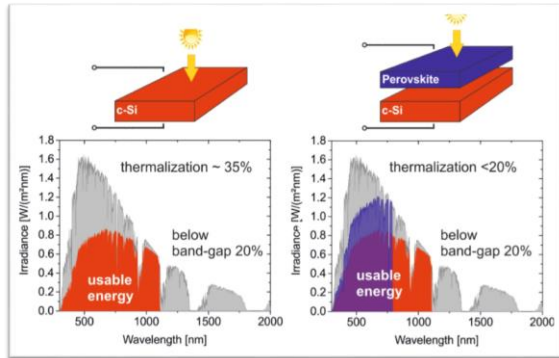 c-Si
Perovskite
c-Si
1.8
1.6
1.4
1.2
1.0
0.8
0.6
0.4
0.2
0.0
Irradiance [W/(m²nm)]
thermalization ~ 35%
below
band-gap 20%
usable
energy
500
1000
1500
2000
Wavelength [nm]
1.8
1.6
1.4
1.2
1.0
0.8
0.6
0.4
0.2
0.0
Irradiance [W/(m²nm)]
thermalization <20%
below
band-gap 20%
usable
energy
500
1000
1500
2000
Wavelength [nm]